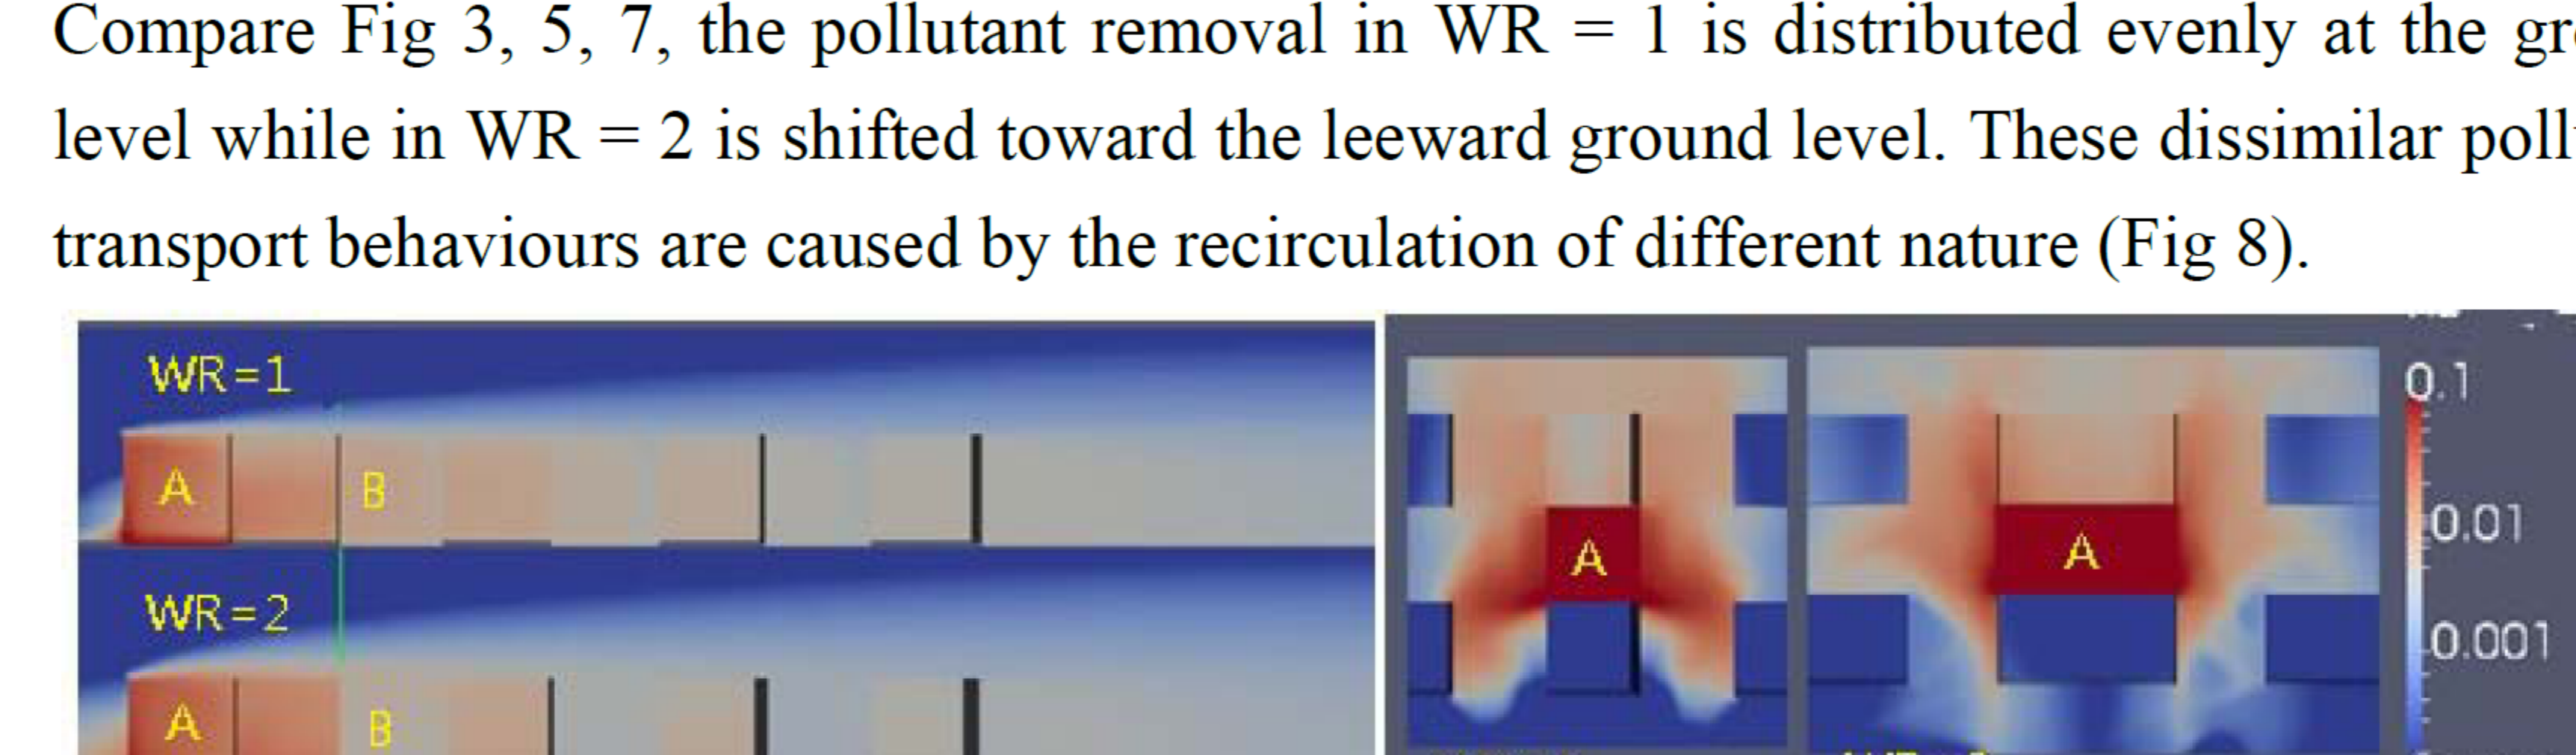 Compare Fig 3, 5, 7, the pollutant removal in WR = 1 is distributed evenly at the
level while in WR = 2 is shifted toward the leeward ground level. These dissimilar
transport behaviours are caused by the recirculation of different nature (Fig 8).
WR=1
A
B
WR=2
A
B
A
A
0.1
0.01
0.001